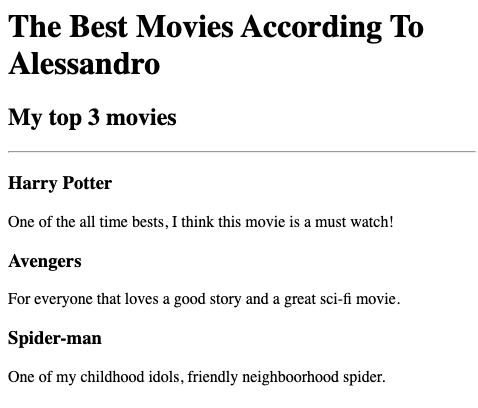 The Best Movies According To
Alessandro
My top 3 movies
Harry Potter
One of the all time bests, I think this movie is a must watch!
Avengers
For everyone that loves a good story and a great sci-fi movie.
Spider-man
One of my childhood idols, friendly neighboorhood spider.